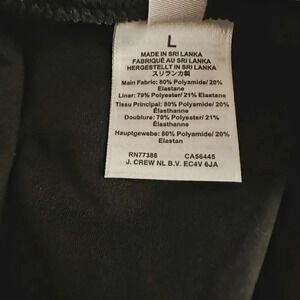 L
MADE IN SRI LANKA
FABRIQUÉ AU SRI LANKA
HERGESTELLT IN SRI LANKA
スリランカ製
Main Fabric: 80% Polyamide/ 20%
Elastane
Liner: 79% Polyester/ 21% Elastane
Tissu Principal: 80% Polyamide/ 20%
Élasthanne
Doublure: 79% Polyester/ 21%
Élasthanne
Hauptgewebe: 80% Polyamide/ 20%
Elastan
RN77388 CA56445
J. CREW NL B.V. EC4V 6JA